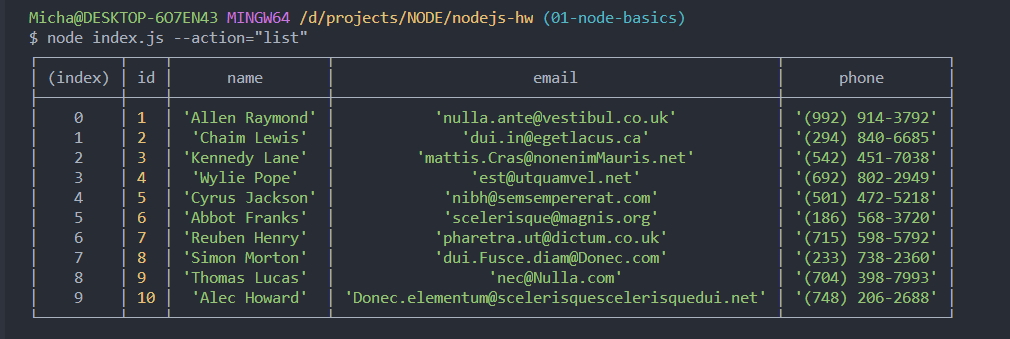 Micha@DESKTOP-6O7EN43 MINGW64 /d/projects/NODE/nodejs-hw (01-node-basics)
$ node index.js --action="list"
(index) id name email phone
0 1 'Allen Raymond' 'nulla.ante@vestibul.co.uk' '(992) 914-3792'
1 2 'Chaim Lewis' 'dui.in@egetlacus.ca' '(294) 840-6685'
2 3 'Kennedy Lane' 'mattis.Cras@nonenimMauris.net' '(542) 451-7038'
3 4 'Wylie Pope' 'est@utquamvel.net' '(692) 802-2949'
4 5 'Cyrus Jackson' 'nibh@semsempererat.com' '(501) 472-5218'
5 6 'Abbot Franks' 'scelerisque@magnis.org' '(186) 568-3720'
6 7 'Reuben Henry' 'pharetra.ut@dictum.co.uk' '(715) 598-5792'
7 8 'Simon Morton' 'dui.Fusce.diam@Donec.com' '(233) 738-2360'
8 9 'Thomas Lucas' 'nec@Nulla.com' '(704) 398-7993'
9 10 'Alec Howard' 'Donec.elementum@scelerisquescelerisquedui.net' '(748) 206-2688'